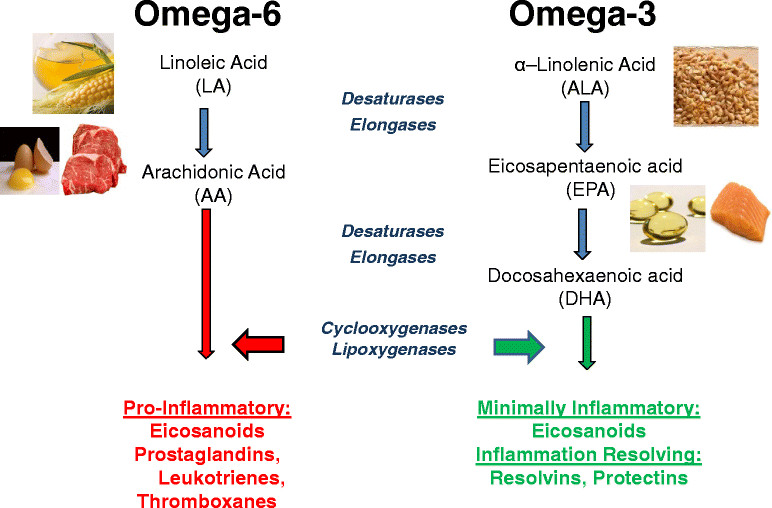 Omega-6
Linoleic Acid
(LA)
Arachidonic Acid
(AA)
Desaturases
Elongases
Desaturases
Elongases
Cyclooxygenases
Lipoxygenases
Omega-3
α–Linolenic Acid
(ALA)
Eicosapentaenoic acid
(EPA)
Docosahexaenoic acid
(DHA)
Pro-Inflammatory:
Eicosanoids
Prostaglandins,
Leukotrienes,
Thromboxanes
Minimally Inflammatory:
Eicosanoids
Inflammation Resolving:
Resolvins, Protectins